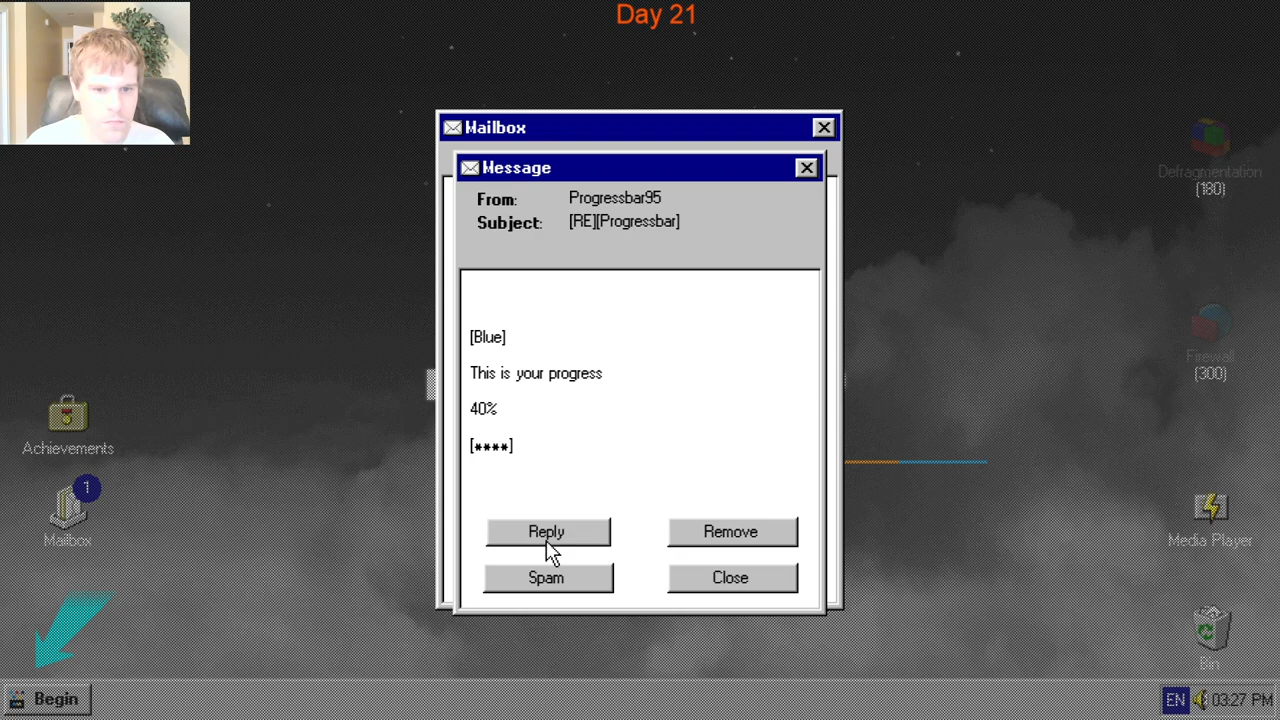 Day 21
Mailbox
Message
From: Progressbar95
Subject: [RE][Progressbar]
Defragmentation
(180)
[Blue]
This is your progress
40%
[****]
Firewall
(300)
Achievements
1
Mailbox
Reply
Remove
Spam
Close
Media Player
Bin
Begin
EN
03:27 PM